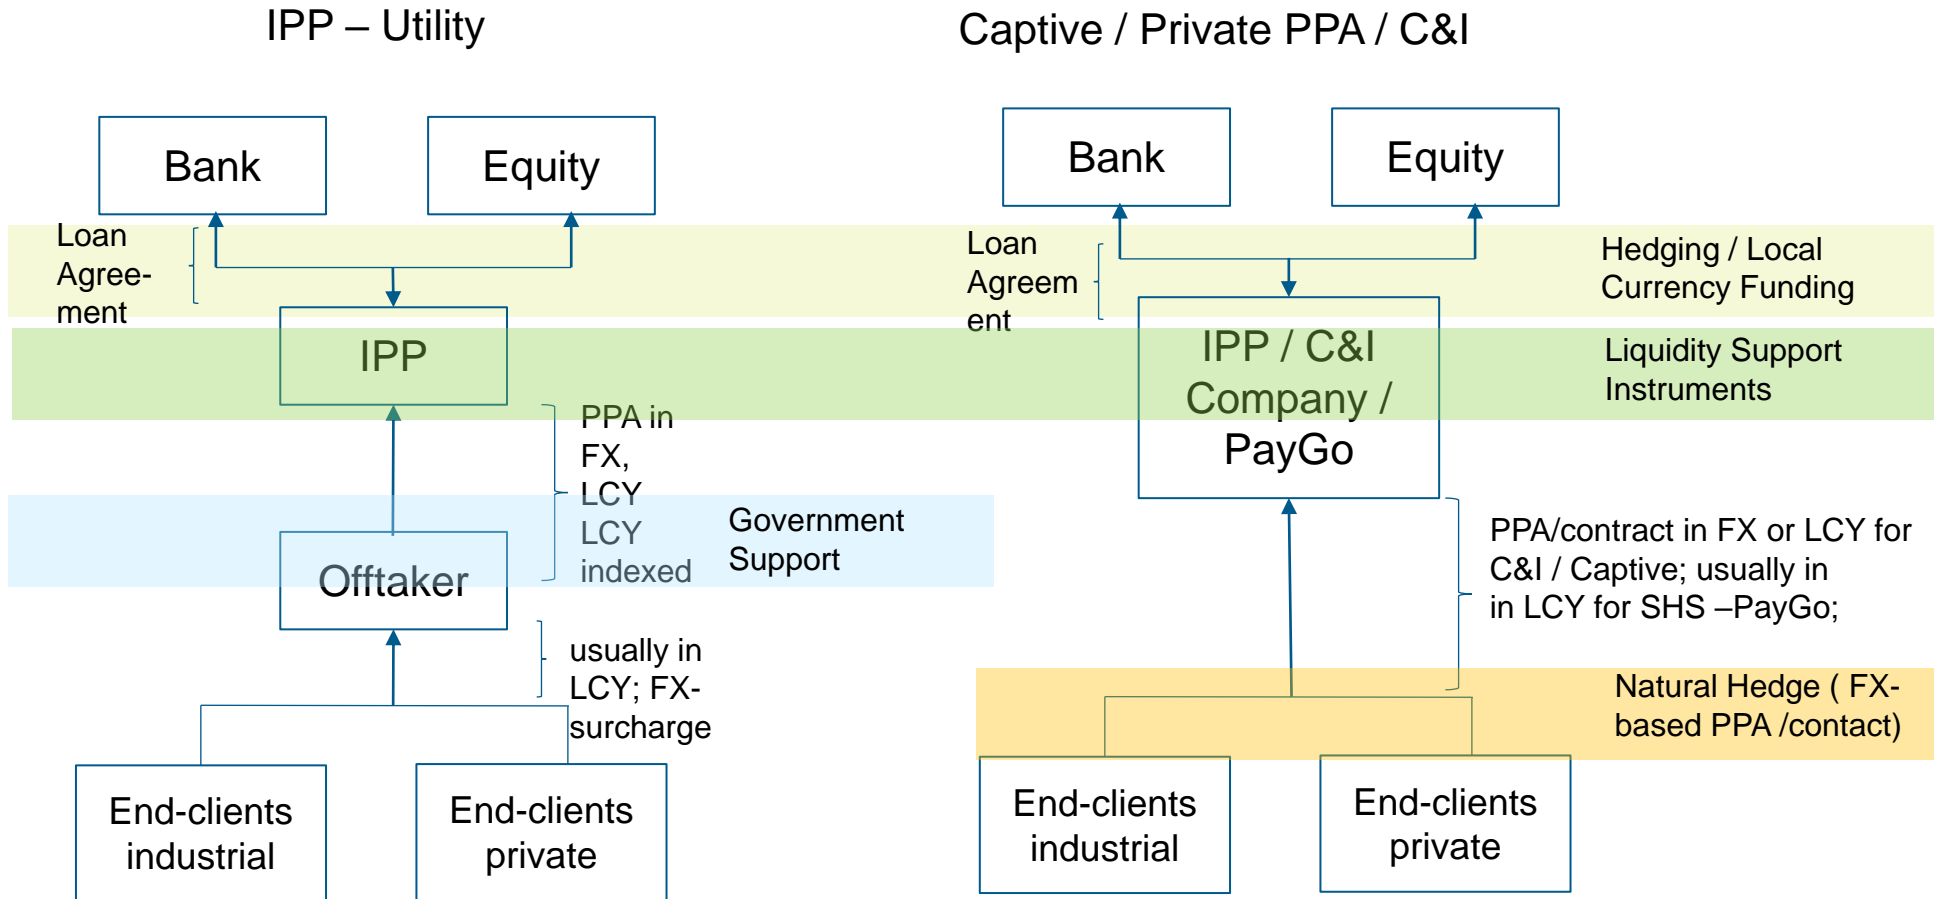 IPP – Utility
Bank
Equity
Loan
Agree-
ment
IPP
PPA in
FX,
LCY
LCY
indexed
Government
Support
Offtaker
usually in
LCY; FX-
surcharge
End-clients
industrial
End-clients
private
Captive / Private PPA / C&I
Bank
Equity
Loan
Agreem
ent
Hedging / Local
Currency Funding
IPP / C&I
Company /
PayGo
Liquidity Support
Instruments
PPA/contract in FX or LCY for
C&I / Captive; usually in
in LCY for SHS –PayGo;
Natural Hedge ( FX-
based PPA /contact)
End-clients
industrial
End-clients
private